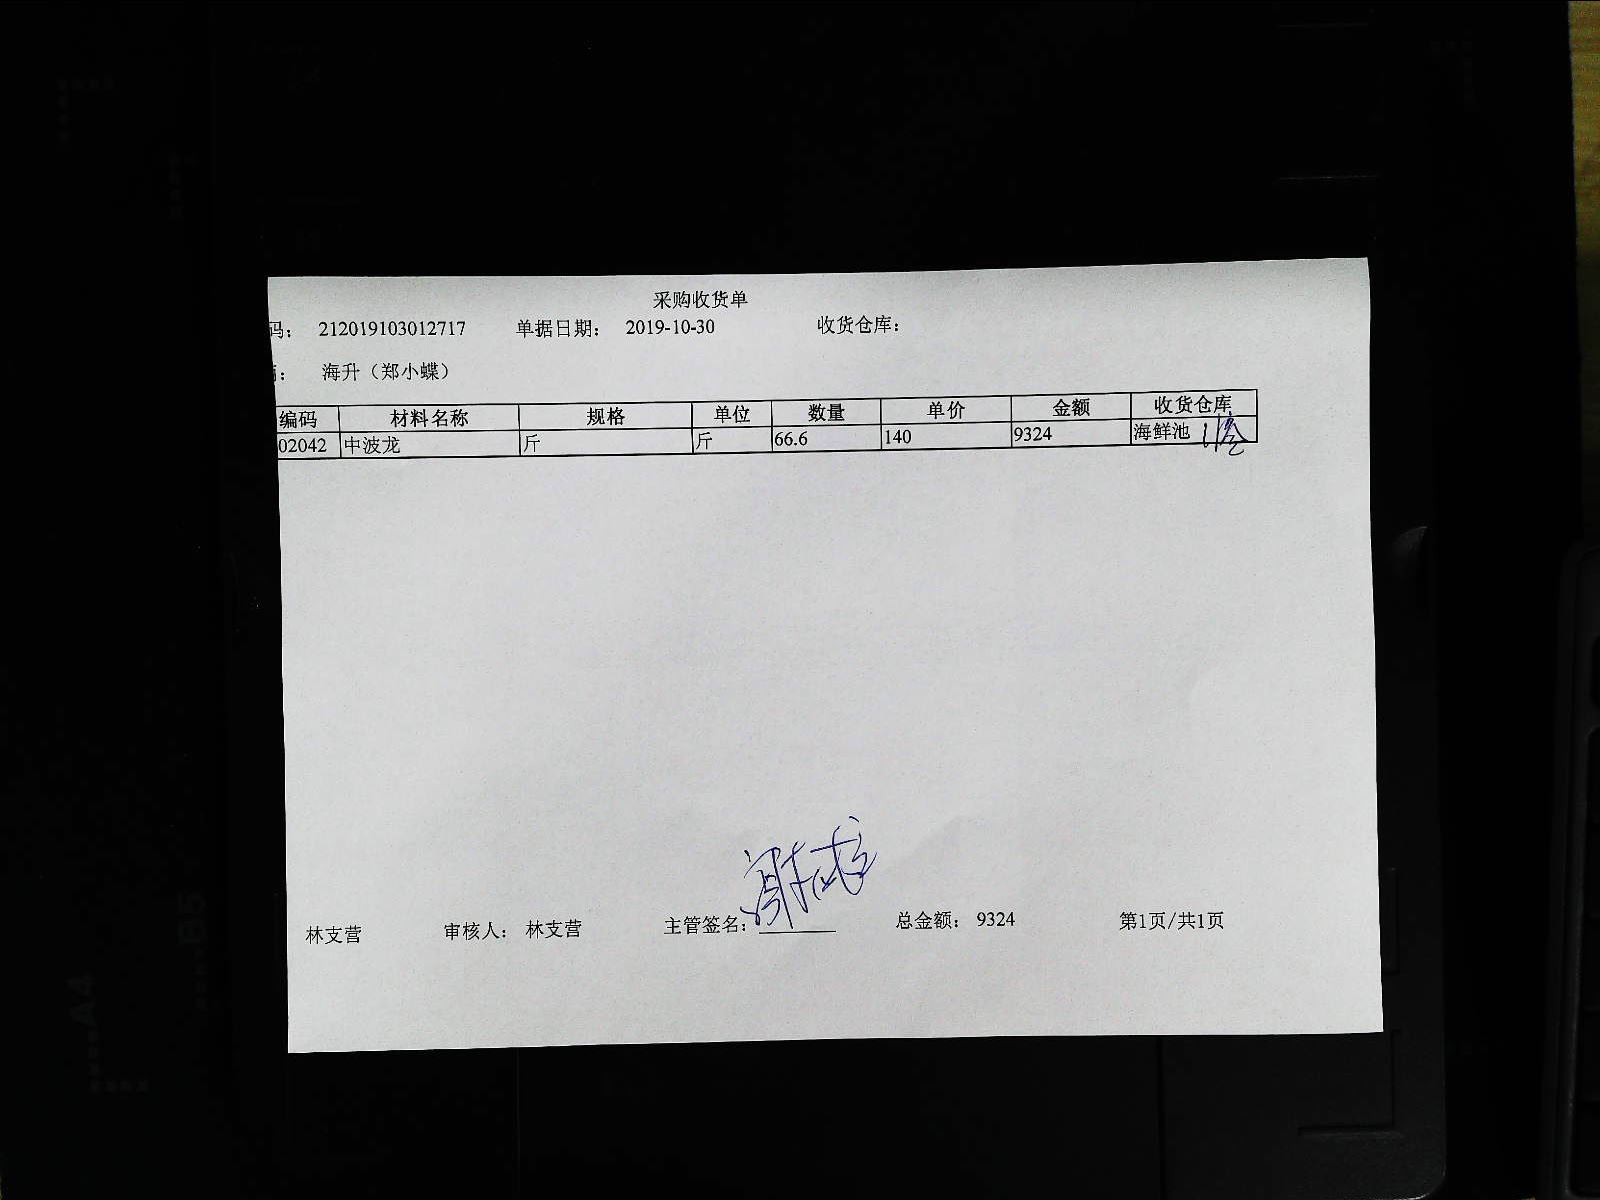 采购收货单
码： 212019103012717 单据日期： 2019-10-30 收货仓库：
： 海升（郑小蝶）
编码 材料名称 规格 单位 数量 单价 金额 收货仓库
02042 中波龙 斤 斤 66.6 140 9324 海鲜池
林支营 审核人： 林支营 主管签名： 总金额： 9324 第1页/共1页